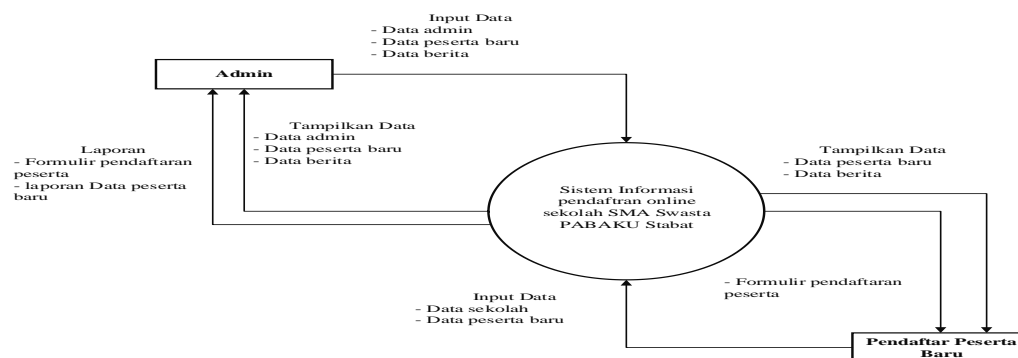 Input Data
- Data admin
- Data peserta baru
- Data berita
Admin
Tampilkan Data
- Data admin
- Data peserta baru
- Data berita
Laporan
- Formulir pendaftaran
peserta
- laporan Data peserta
baru
Tampilkan Data
- Data peserta baru
- Data berita
Sistem Informasi
pendaftran online
sekolah SMA Swasta
PABAKU Stabat
- Formulir pendaftaran
peserta
Input Data
- Data sekolah
- Data peserta baru
Pendaftar Peserta
Baru